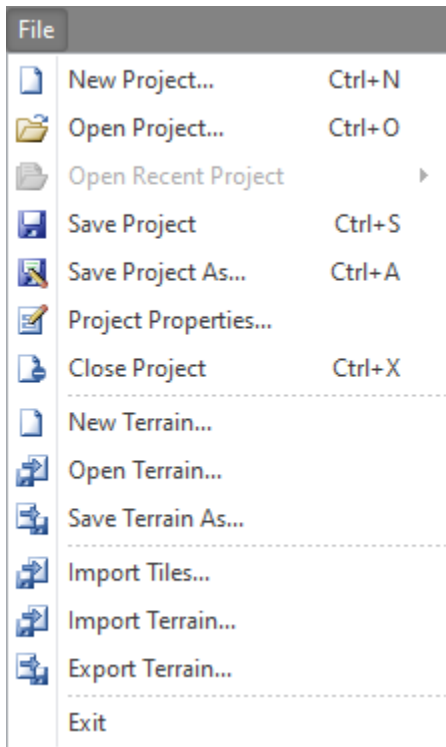 File
New Project... Ctrl+N
Open Project... Ctrl+O
Open Recent Project
Save Project Ctrl+S
Save Project As... Ctrl+A
Project Properties...
Close Project Ctrl+X
New Terrain...
Open Terrain...
Save Terrain As...
Import Tiles...
Import Terrain...
Export Terrain...
Exit